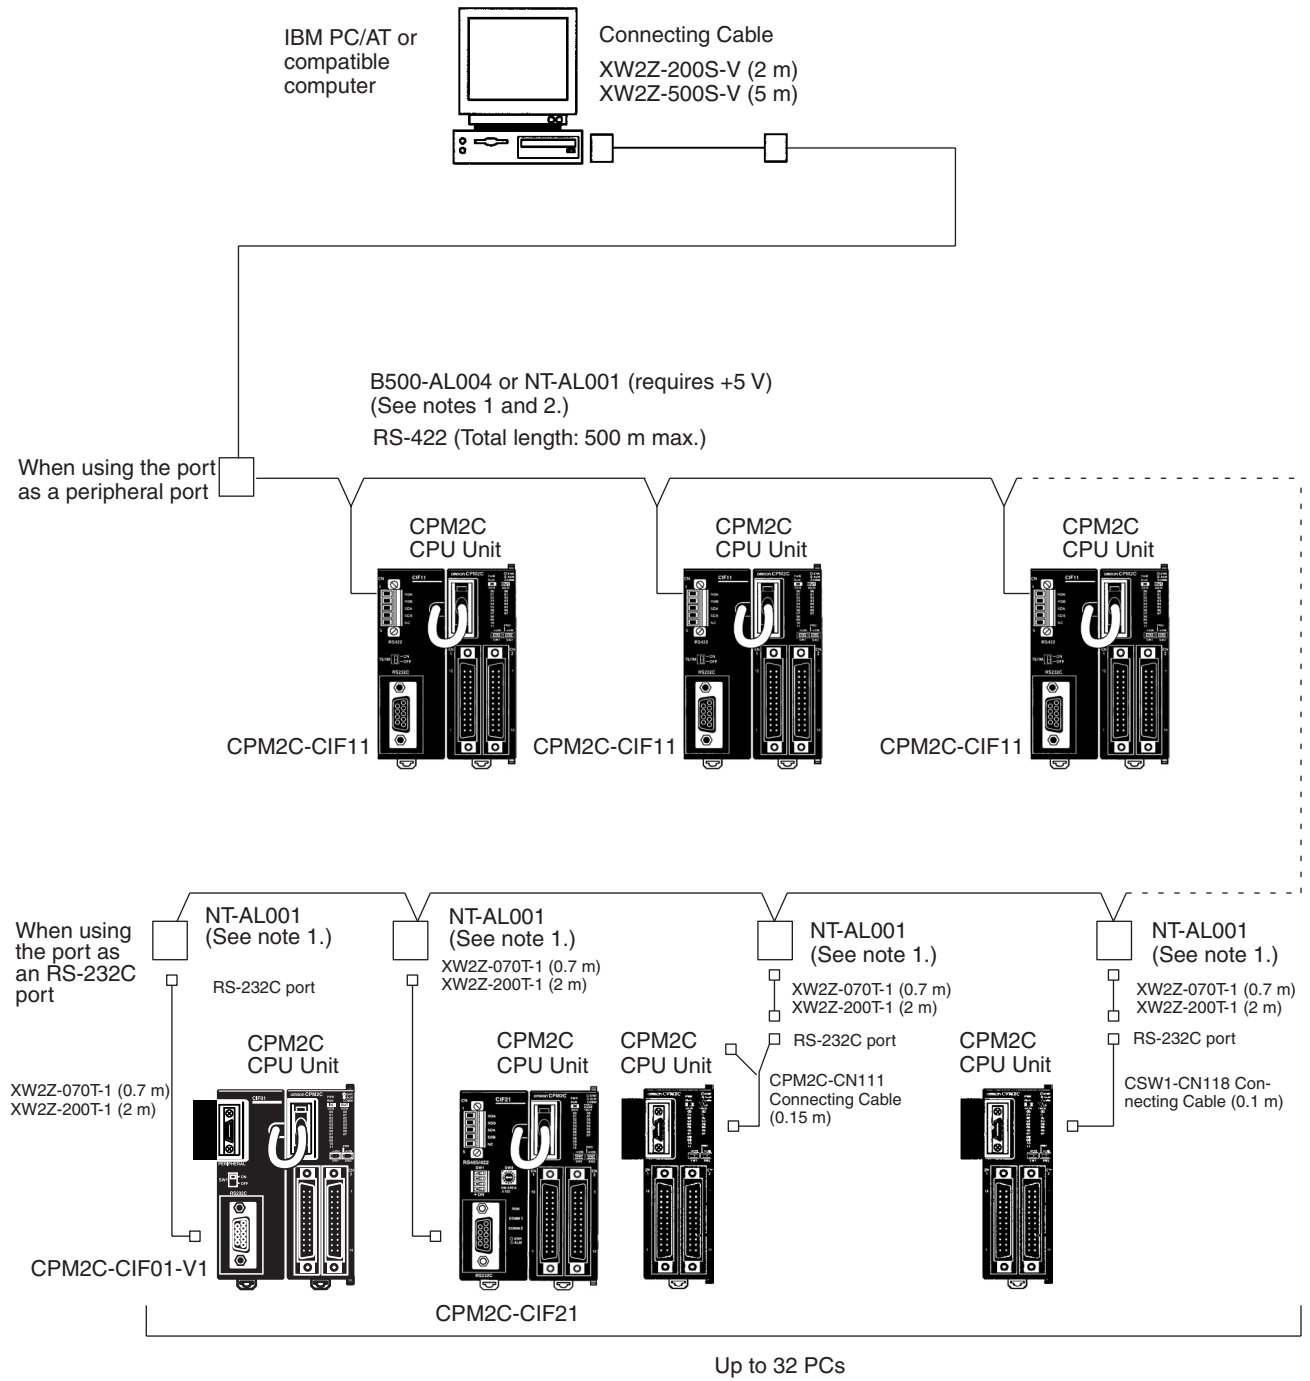 IBM PC/AT or
compatible
computer
Connecting Cable
XW2Z-200S-V (2 m)
XW2Z-500S-V (5 m)
B500-AL004 or NT-AL001 (requires +5 V)
(See notes 1 and 2.)
RS-422 (Total length: 500 m max.)
When using the port
as a peripheral port
CPM2C
CPU Unit
CPM2C
CPU Unit
CPM2C
CPU Unit
CPM2C-CIF11
CPM2C-CIF11
CPM2C-CIF11
When using
the port as
an RS-232C
port
NT-AL001
(See note 1.)
RS-232C port
NT-AL001
(See note 1.)
XW2Z-070T-1 (0.7 m)
XW2Z-200T-1 (2 m)
NT-AL001
(See note 1.)
XW2Z-070T-1 (0.7 m)
XW2Z-200T-1 (2 m)
RS-232C port
NT-AL001
(See note 1.)
XW2Z-070T-1 (0.7 m)
XW2Z-200T-1 (2 m)
RS-232C port
CPM2C
CPU Unit
CPM2C
CPU Unit
CPM2C
CPU Unit
CPM2C
CPU Unit
XW2Z-070T-1 (0.7 m)
XW2Z-200T-1 (2 m)
CPM2C-CN111
Connecting Cable
(0.15 m)
CSW1-CN118 Con-
necting Cable (0.1 m)
CPM2C-CIF01-V1
CPM2C-CIF21
Up to 32 PCs